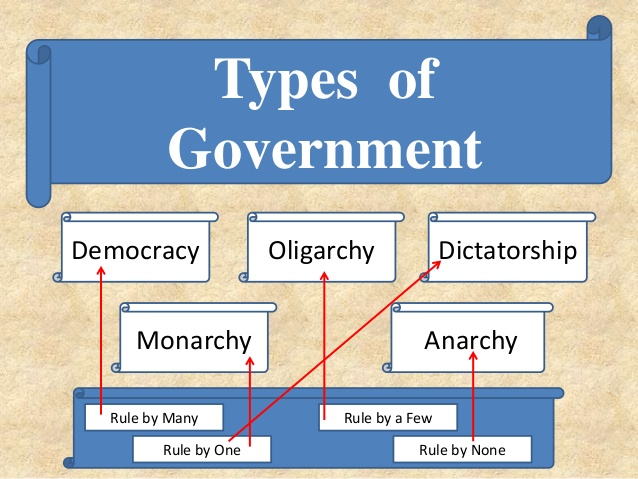 Types of
Government
Democracy
Oligarchy
Dictatorship
Monarchy
Anarchy
Rule by Many
Rule by a Few
Rule by One
Rule by None